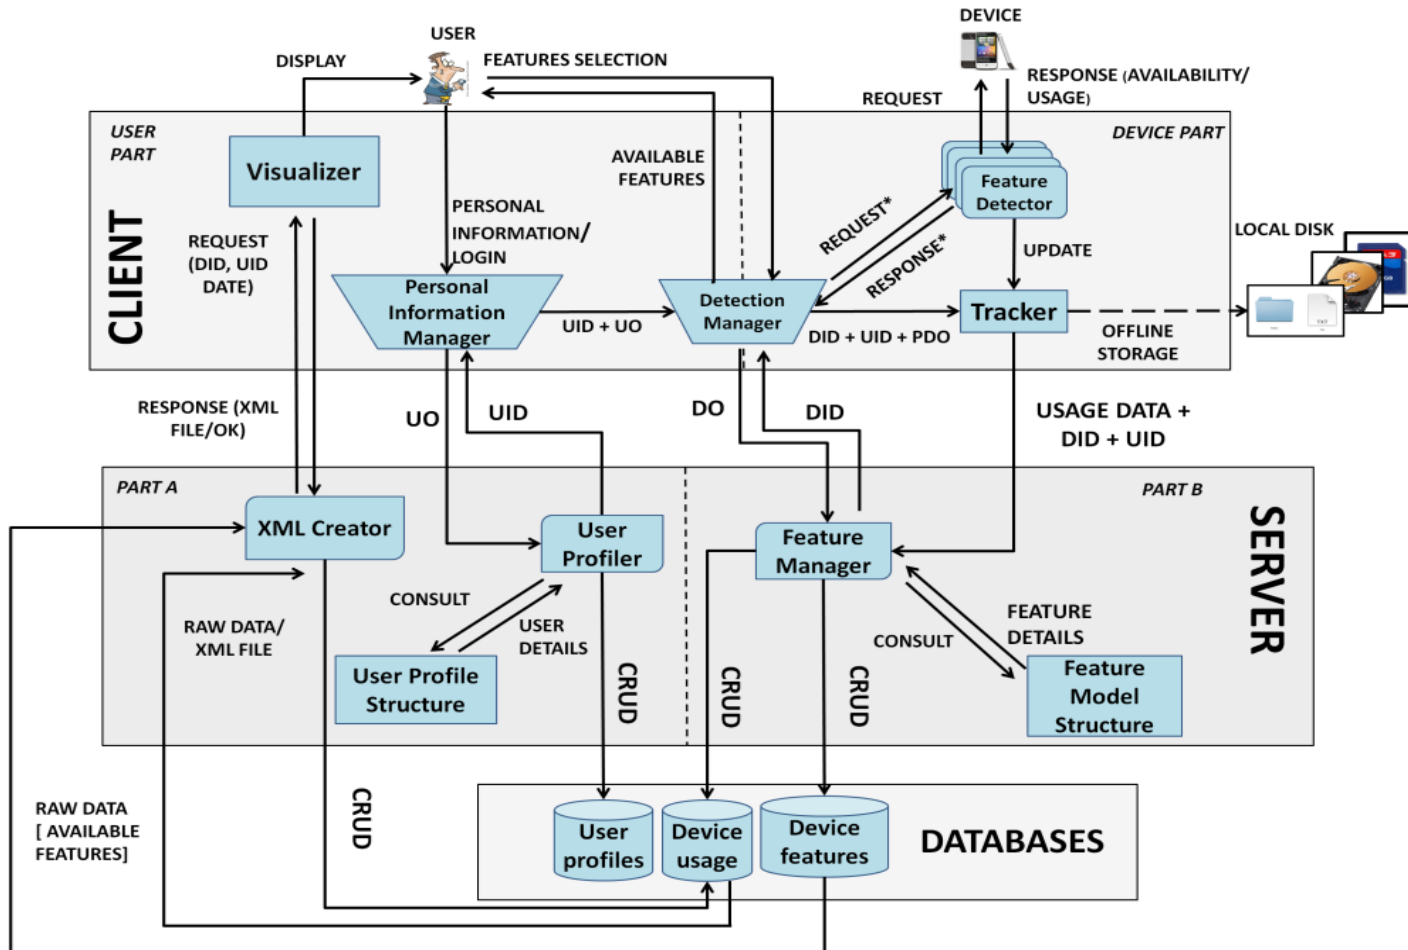 DEVICE
USER
DISPLAY
FEATURES SELECTION
RESPONSE (AVAILABILITY/
USAGE)
REQUEST
USER
PART
DEVICE PART
Visualizer
AVAILABLE
FEATURES
Feature
Detector
CLIENT
REQUEST
(DID, UID
DATE)
PERSONAL
INFORMATION/
LOGIN
REQUEST*
RESPONSE*
UPDATE
LOCAL DISK
Personal
Information
Manager
Detection
Manager
Tracker
UID + UO
DID + UID + PDO
OFFLINE
STORAGE
RESPONSE (XML
FILE/OK)
UO
UID
DO
DID
USAGE DATA +
DID + UID
PART A
PART B
XML Creator
User
Profiler
Feature
Manager
SERVER
CONSULT
USER
DETAILS
RAW DATA/
XML FILE
FEATURE
DETAILS
CONSULT
User Profile
Structure
CRUD
CRUD
CRUD
Feature
Model
Structure
RAW DATA
[ AVAILABLE
FEATURES]
CRUD
User
profiles
Device
usage
Device
features
DATABASES